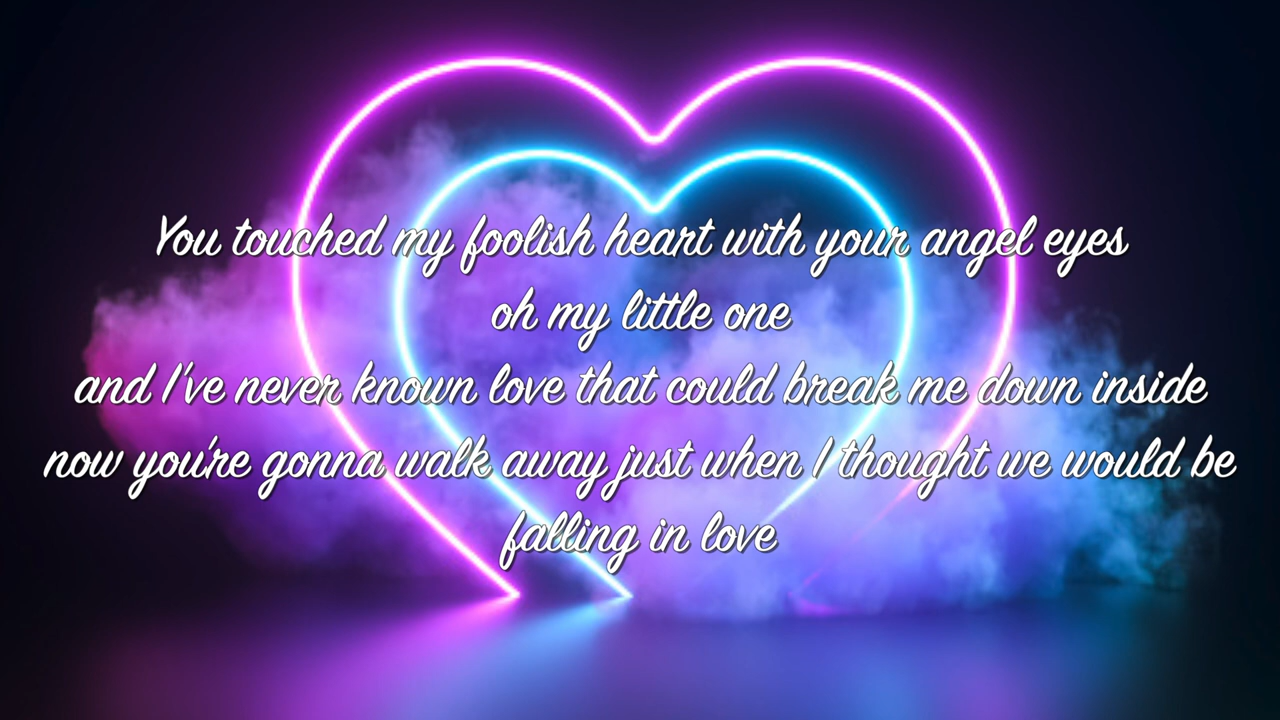 You touched my foolish heart with your angel eyes
oh my little one
and I've never known love that could break me down inside
now you're gonna walk away just when I thought we would be
falling in love